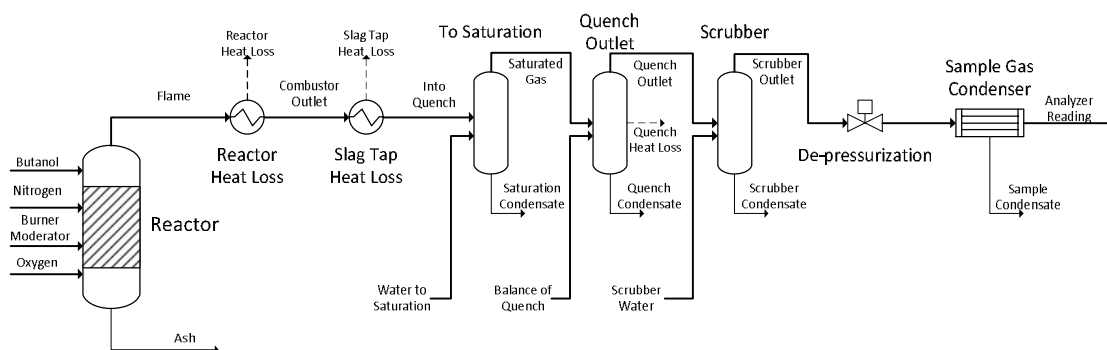 Reactor
Heat Loss
Slag Tap
Heat Loss
To Saturation
Quench
Outlet
Scrubber
Flame
Combustor
Outlet
Into
Quench
Saturated
Gas
Quench
Outlet
Scrubber
Outlet
Sample Gas
Condenser
Analyzer
Reading
Reactor
Heat Loss
Slag Tap
Heat Loss
Quench
Heat Loss
De-pressurization
Butanol
Nitrogen
Burner
Moderator
Oxygen
Reactor
Saturation
Condensate
Quench
Condensate
Scrubber
Condensate
Sample
Condensate
Water to
Saturation
Balance of
Quench
Scrubber
Water
Ash